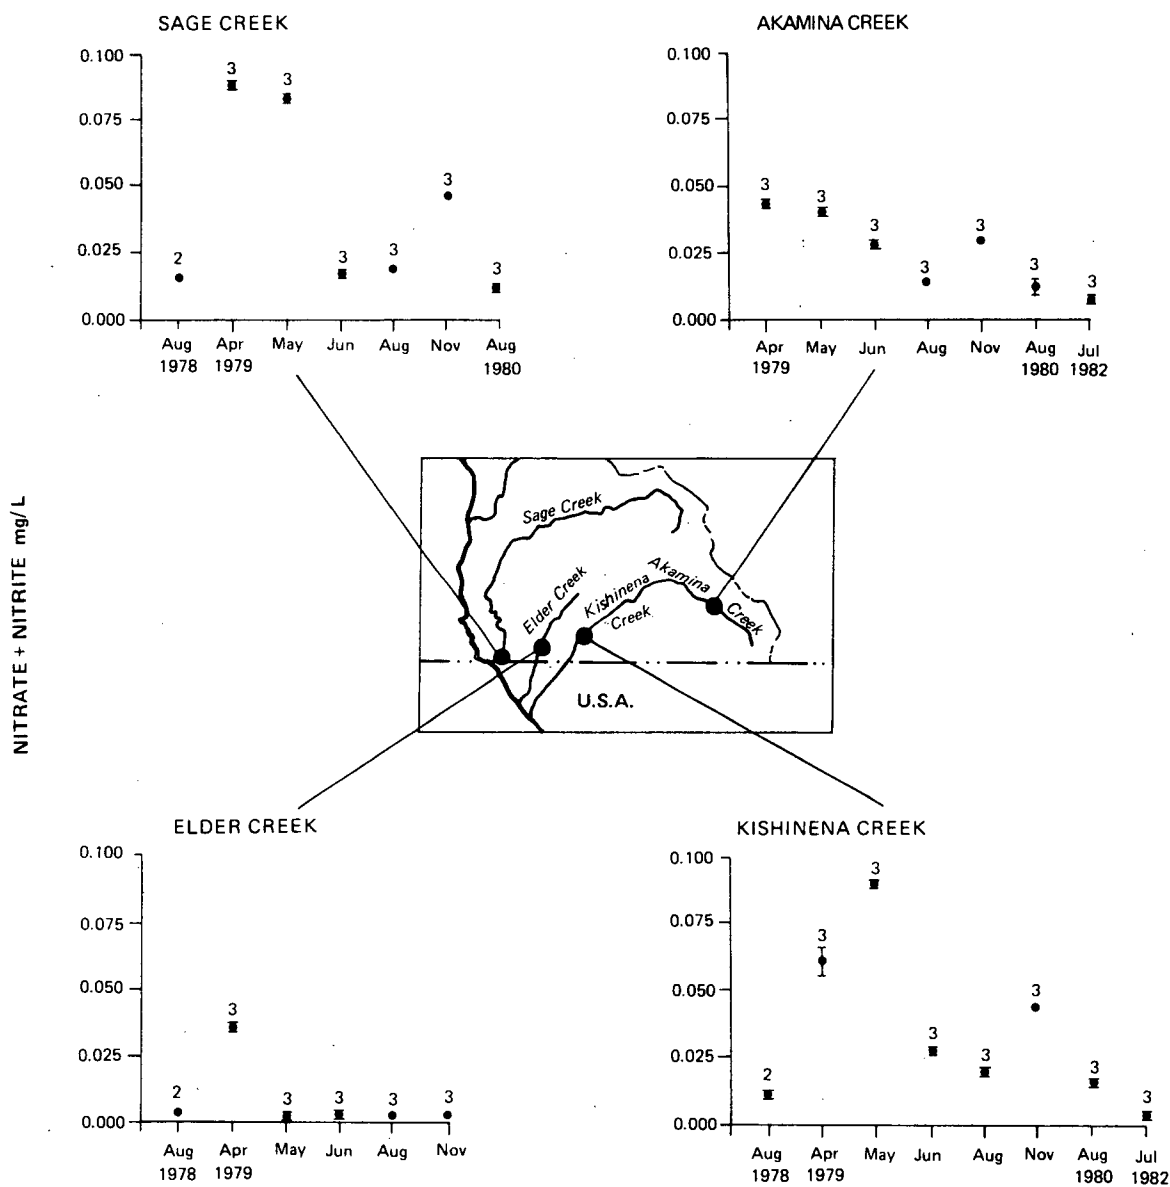 SAGE CREEK
0.100
0.075
0.050
0.025
0.000
2
3
3
3
3
3
3
Aug 1978
Apr 1979
May
Jun
Aug
Nov
Aug 1980
AKAMINA CREEK
0.100
0.075
0.050
0.025
0.000
3
3
3
3
3
3
3
Apr 1979
May
Jun
Aug
Nov
Aug 1980
Jul 1982
NITRATE + NITRITE mg/L
Sage Creek
Elder Creek
Kishinena Creek
Akamina Creek
U.S.A.
ELDER CREEK
0.100
0.075
0.050
0.025
0.000
2
3
3
3
3
3
Aug 1978
Apr 1979
May
Jun
Aug
Nov
KISHINENA CREEK
0.100
0.075
0.050
0.025
0.000
2
3
3
3
3
3
3
3
Aug 1978
Apr 1979
May
Jun
Aug
Nov
Aug 1980
Jul 1982